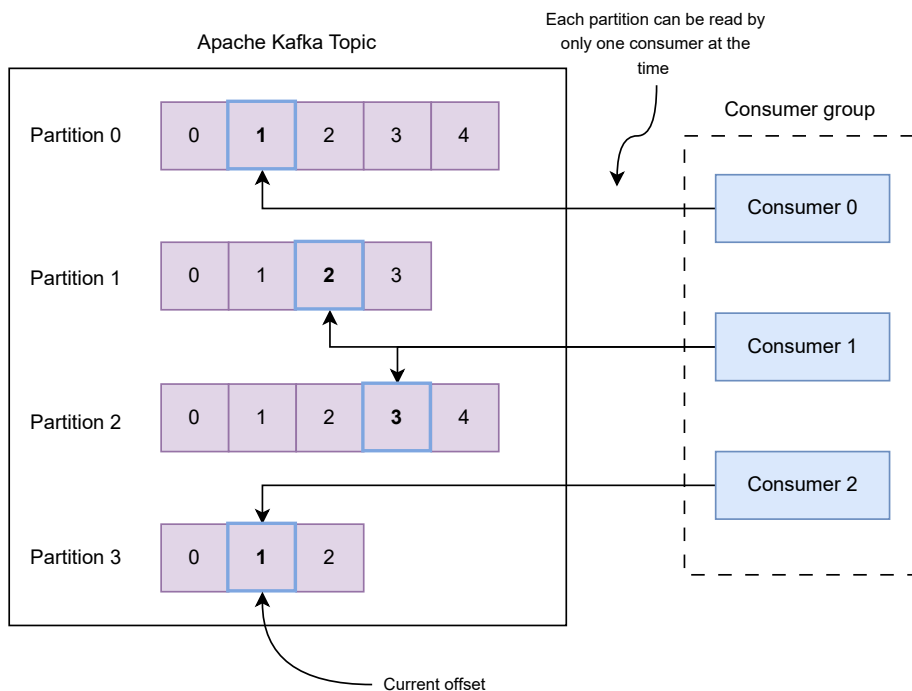 Each partition can be read by
only one consumer at the
time
Apache Kafka Topic
Consumer group
Partition 0
0 1 2 3 4
Consumer 0
Partition 1
0 1 2 3
Consumer 1
Partition 2
0 1 2 3 4
Consumer 2
Partition 3
0 1 2
Current offset